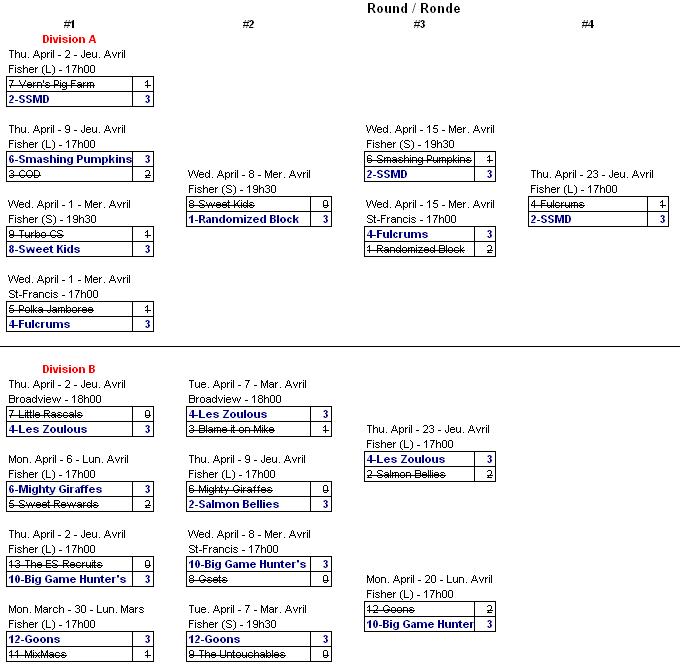 Round / Ronde
#1 #2 #3 #4
Division A
Thu. April - 2 - Jeu. Avril
Fisher (L) - 17h00
7-Vern's Pig Farm 1
2-SSMD 3
Thu. April - 9 - Jeu. Avril
Fisher (L) - 17h00
6-Smashing Pumpkins 3
3-COD 2
Wed. April - 1 - Mer. Avril
Fisher (S) - 19h30
9-Turbo CS 1
8-Sweet Kids 3
Wed. April - 1 - Mer. Avril
St-Francis - 17h00
5-Polka Jamboree 1
4-Fulcrums 3
Wed. April - 8 - Mer. Avril
Fisher (S) - 19h30
8-Sweet Kids 0
1-Randomized Block 3
Wed. April - 15 - Mer. Avril
Fisher (S) - 19h30
6-Smashing Pumpkins 1
2-SSMD 3
Wed. April - 15 - Mer. Avril
St-Francis - 17h00
4-Fulcrums 3
1-Randomized Block 2
Thu. April - 23 - Jeu. Avril
Fisher (L) - 17h00
4-Fulcrums 1
2-SSMD 3
Division B
Thu. April - 2 - Jeu. Avril
Broadview - 18h00
7-Little Rascals 0
4-Les Zoulous 3
Mon. April - 6 - Lun. Avril
Fisher (L) - 17h00
6-Mighty Giraffes 3
5-Sweet Rewards 2
Thu. April - 2 - Jeu. Avril
Fisher (L) - 17h00
13-The ES Recruits 0
10-Big Game Hunter's 3
Mon. March - 30 - Lun. Mars
Fisher (L) - 17h00
12-Goons 3
11-MixMacs 1
Tue. April - 7 - Mar. Avril
Broadview - 18h00
4-Les Zoulous 3
3-Blame it on Mike 1
Thu. April - 9 - Jeu. Avril
Fisher (L) - 17h00
6-Mighty Giraffes 0
2-Salmon Bellies 3
Wed. April - 8 - Mer. Avril
St-Francis - 17h00
10-Big Game Hunter's 3
8-Gsets 0
Tue. April - 7 - Mar. Avril
Fisher (S) - 19h30
12-Goons 3
9-The Untouchables 0
Thu. April - 23 - Jeu. Avril
Fisher (L) - 17h00
4-Les Zoulous 3
2-Salmon Bellies 2
Mon. April - 20 - Lun. Avril
Fisher (L) - 17h00
12-Goons 2
10-Big Game Hunter 3